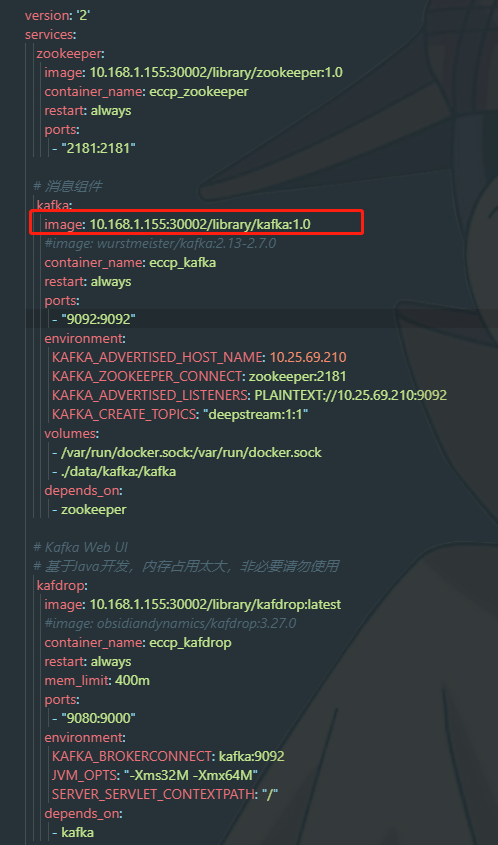 version: '2'
services:
zookeeper:
image: 10.168.1.155:30002/library/zookeeper:1.0
container_name: eccp_zookeeper
restart: always
ports:
- "2181:2181"
# 消息组件
kafka:
image: 10.168.1.155:30002/library/kafka:1.0
#image: wurstmeister/kafka:2.13-2.7.0
container_name: eccp_kafka
restart: always
ports:
- "9092:9092"
environment:
KAFKA_ADVERTISED_HOST_NAME: 10.25.69.210
KAFKA_ZOOKEEPER_CONNECT: zookeeper:2181
KAFKA_ADVERTISED_LISTENERS: PLAINTEXT://10.25.69.210:9092
KAFKA_CREATE_TOPICS: "deepstream:1:1"
volumes:
- /var/run/docker.sock:/var/run/docker.sock
- ./data/kafka:/kafka
depends_on:
- zookeeper
# Kafka Web UI
# 基于Java开发，内存占用太大，非必要请勿使用
kafdrop:
image: 10.168.1.155:30002/library/kafdrop:latest
#image: obsidiandynamics/kafdrop:3.27.0
container_name: eccp_kafdrop
restart: always
mem_limit: 400m
ports:
- "9080:9000"
environment:
KAFKA_BROKERCONNECT: kafka:9092
JVM_OPTS: "-Xms32M -Xmx64M"
SERVER_SERVLET_CONTEXTPATH: "/"
depends_on:
- kafka